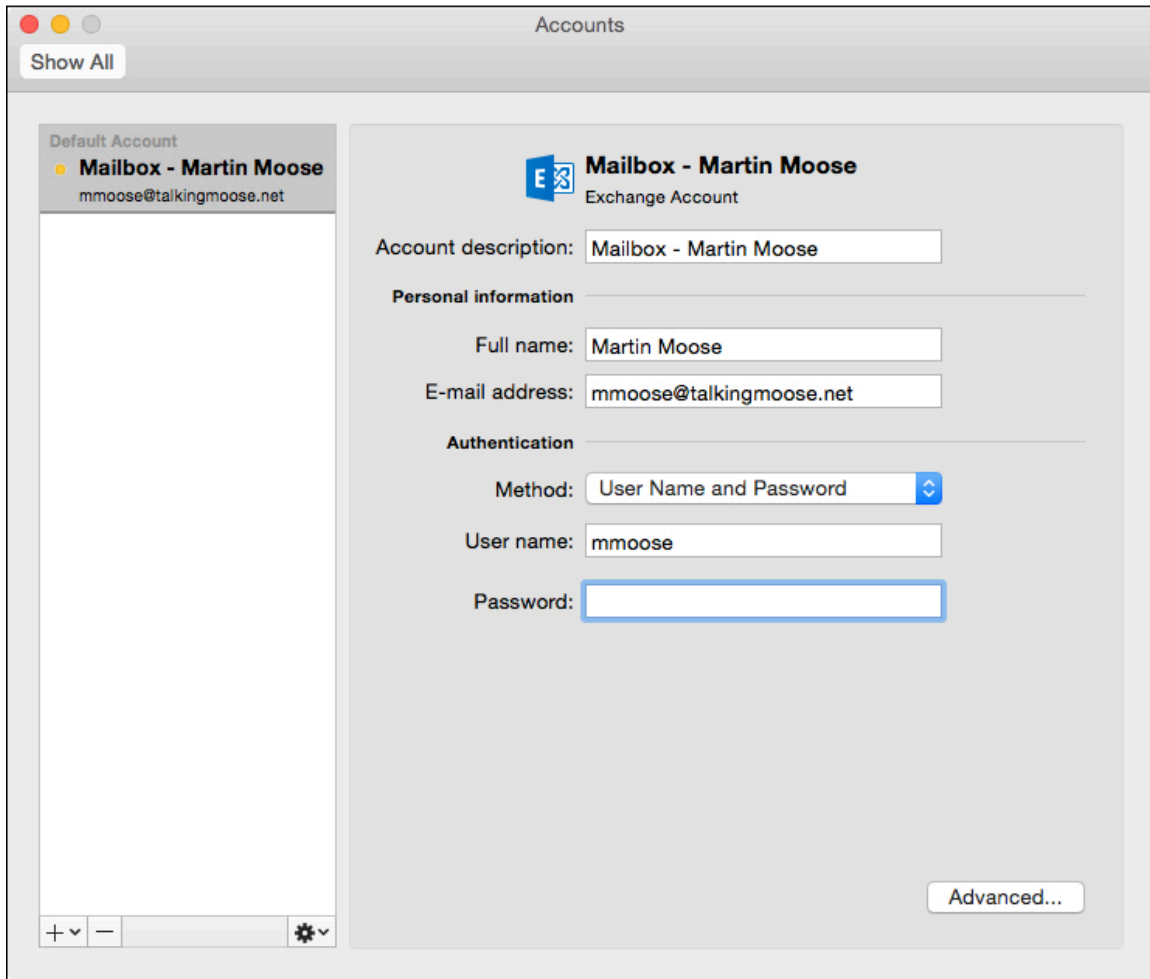 Accounts
Show All
Default Account
Mailbox - Martin Moose
mmoose@talkingmoose.net
E
Mailbox - Martin Moose
Exchange Account
Account description: Mailbox - Martin Moose
Personal information
Full name: Martin Moose
E-mail address: mmoose@talkingmoose.net
Authentication
Method: User Name and Password
User name: mmoose
Password:
Advanced...